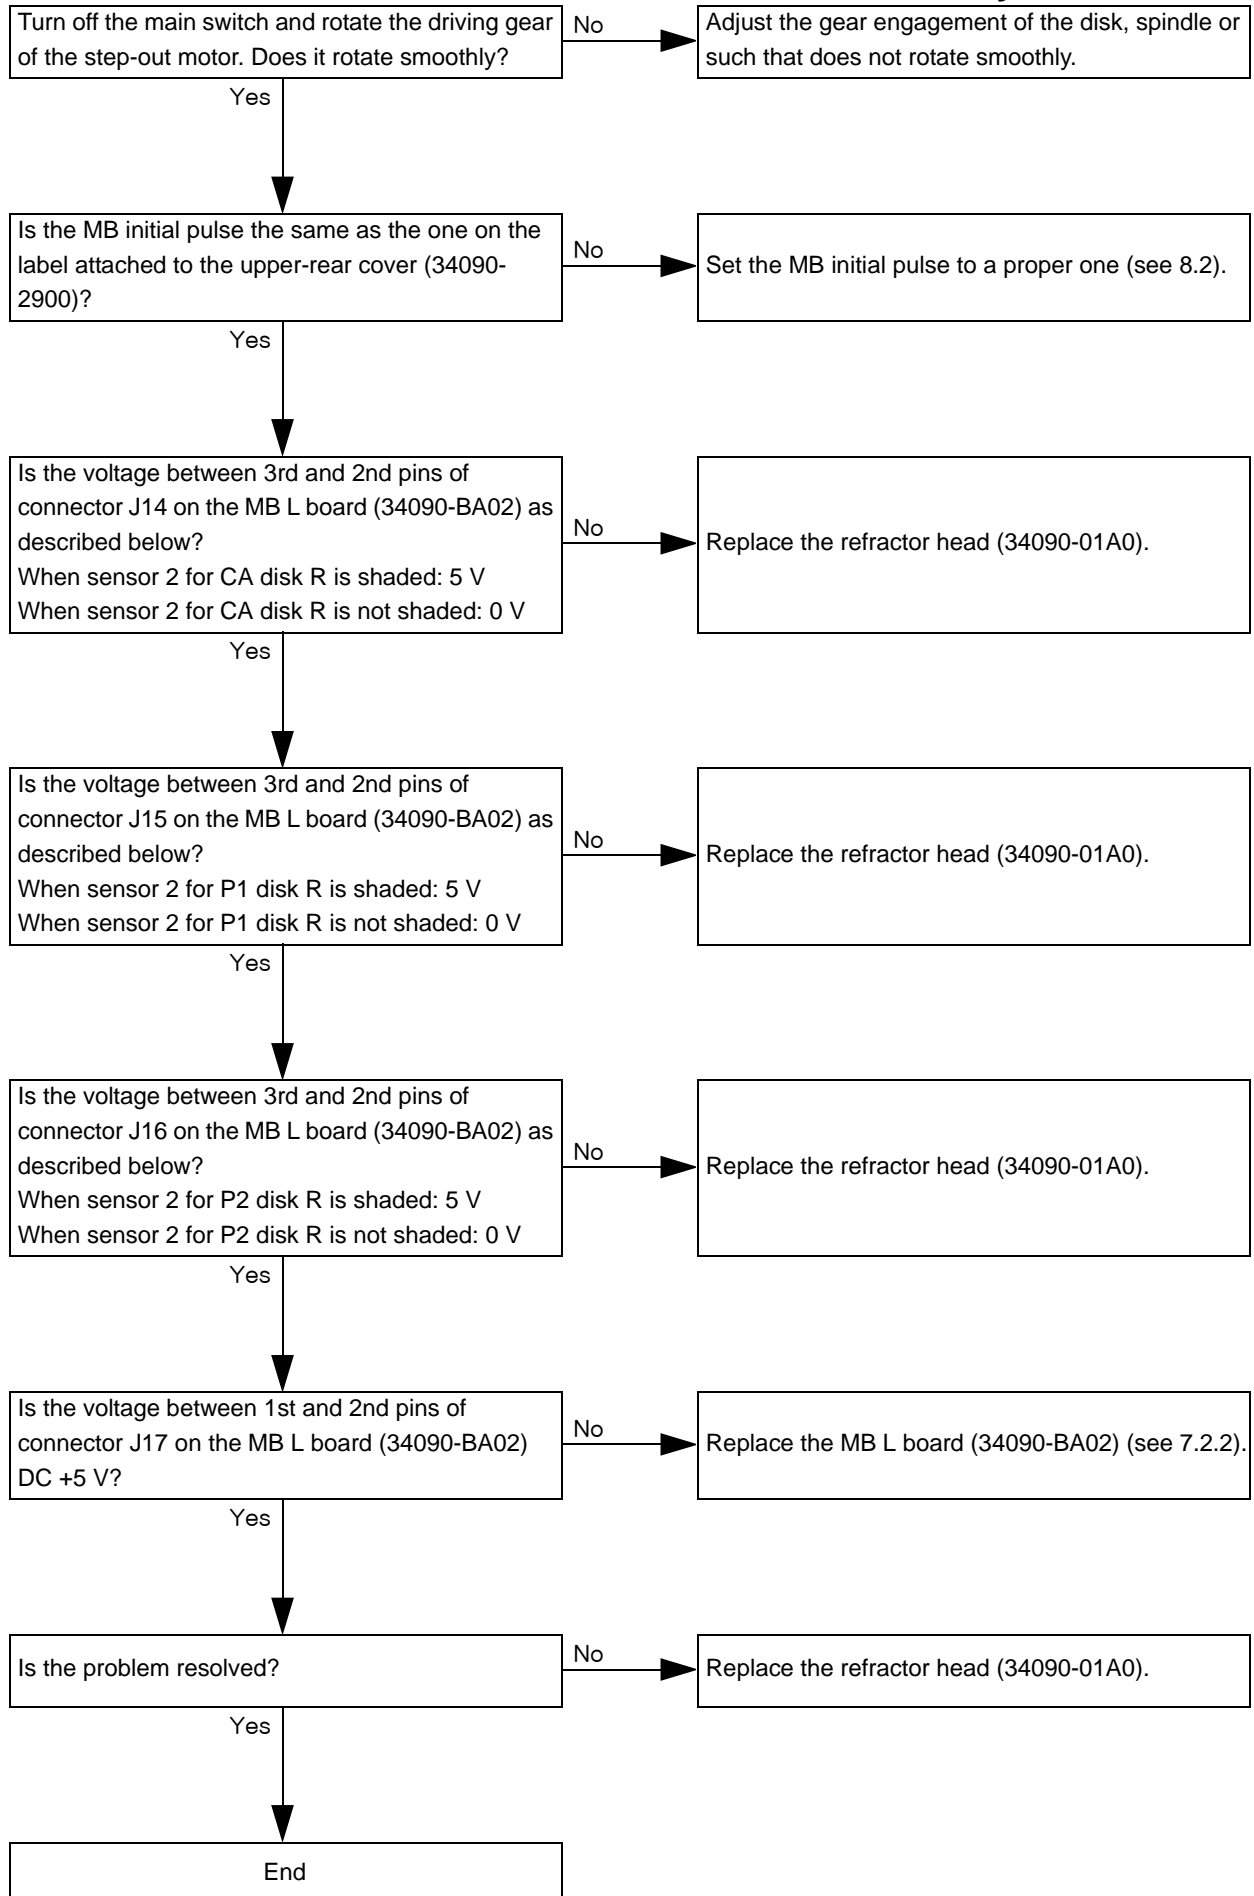 Turn off the main switch and rotate the driving gear
of the step-out motor. Does it rotate smoothly?
No
Adjust the gear engagement of the disk, spindle or
such that does not rotate smoothly.
Yes
Is the MB initial pulse the same as the one on the
label attached to the upper-rear cover (34090-
2900)?
No
Set the MB initial pulse to a proper one (see 8.2).
Yes
Is the voltage between 3rd and 2nd pins of
connector J14 on the MB L board (34090-BA02) as
described below?
When sensor 2 for CA disk R is shaded: 5 V
When sensor 2 for CA disk R is not shaded: 0 V
No
Replace the refractor head (34090-01A0).
Yes
Is the voltage between 3rd and 2nd pins of
connector J15 on the MB L board (34090-BA02) as
described below?
When sensor 2 for P1 disk R is shaded: 5 V
When sensor 2 for P1 disk R is not shaded: 0 V
No
Replace the refractor head (34090-01A0).
Yes
Is the voltage between 3rd and 2nd pins of
connector J16 on the MB L board (34090-BA02) as
described below?
When sensor 2 for P2 disk R is shaded: 5 V
When sensor 2 for P2 disk R is not shaded: 0 V
No
Replace the refractor head (34090-01A0).
Yes
Is the voltage between 1st and 2nd pins of
connector J17 on the MB L board (34090-BA02)
DC +5 V?
No
Replace the MB L board (34090-BA02) (see 7.2.2).
Yes
Is the problem resolved?
No
Replace the refractor head (34090-01A0).
Yes
End